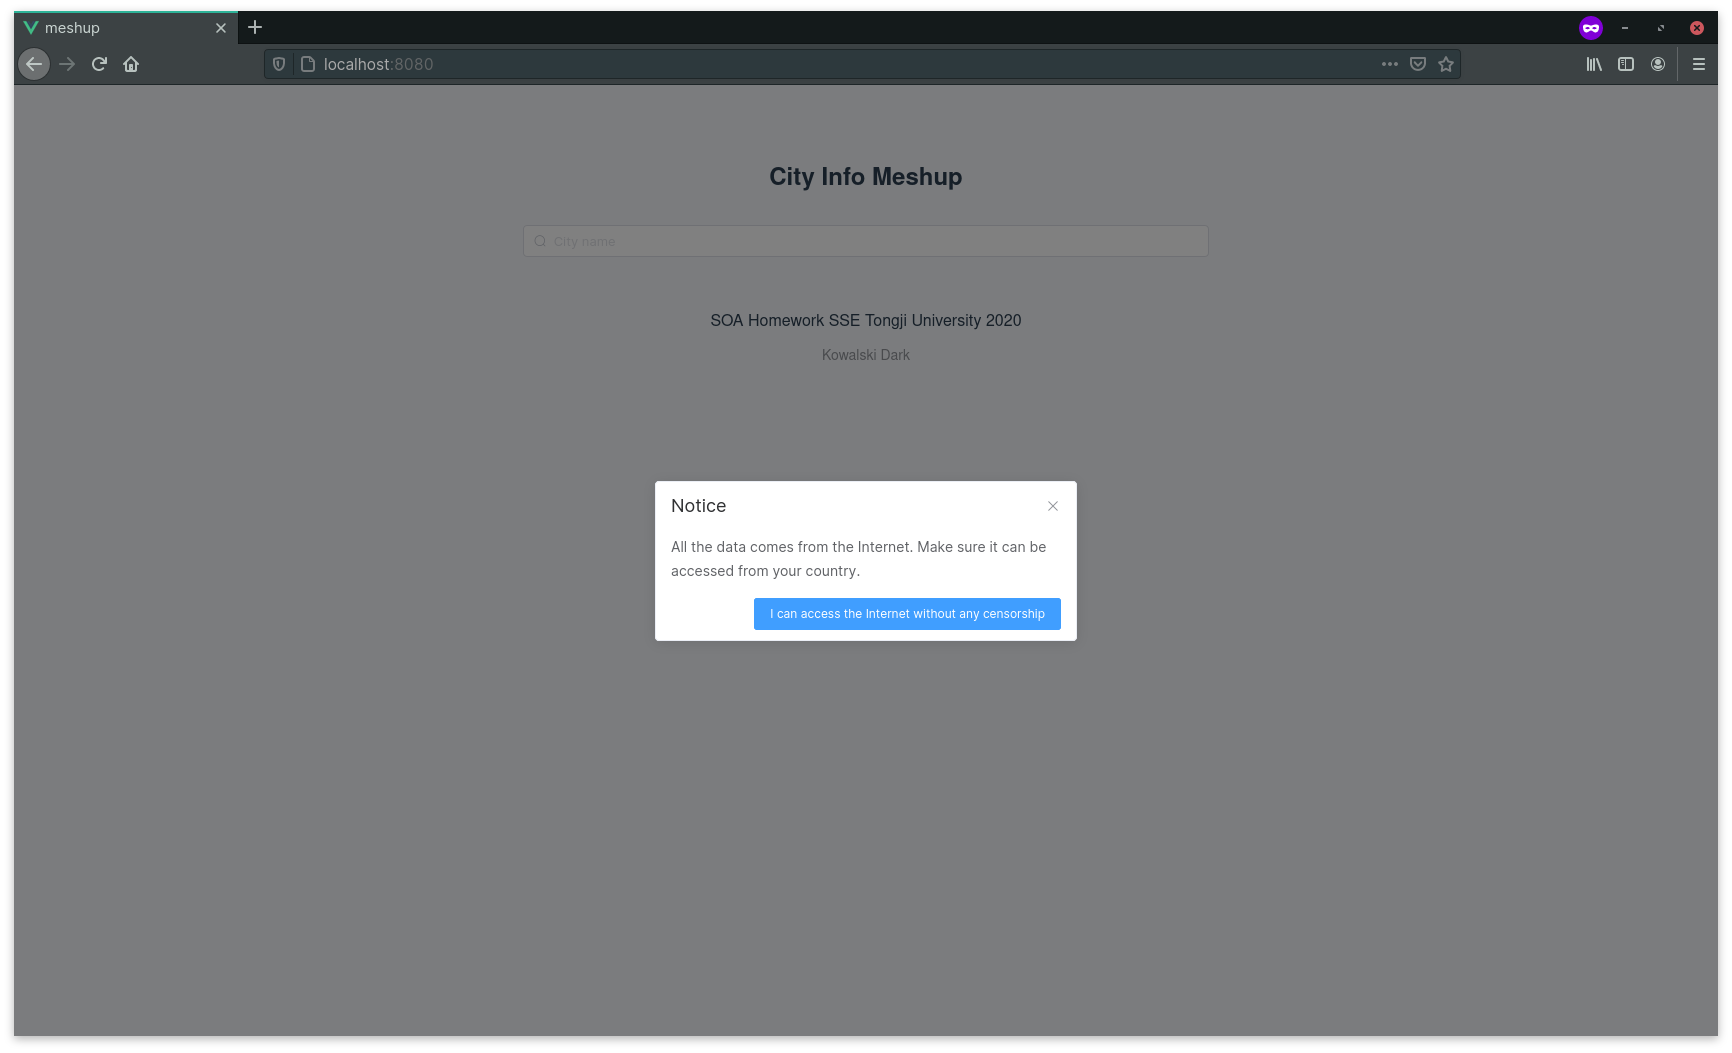 meshup
localhost:8080
City Info Meshup
City name
SOA Homework SSE Tongji University 2020
Kowalski Dark
Notice
All the data comes from the Internet. Make sure it can be
accessed from your country.
I can access the Internet without any censorship